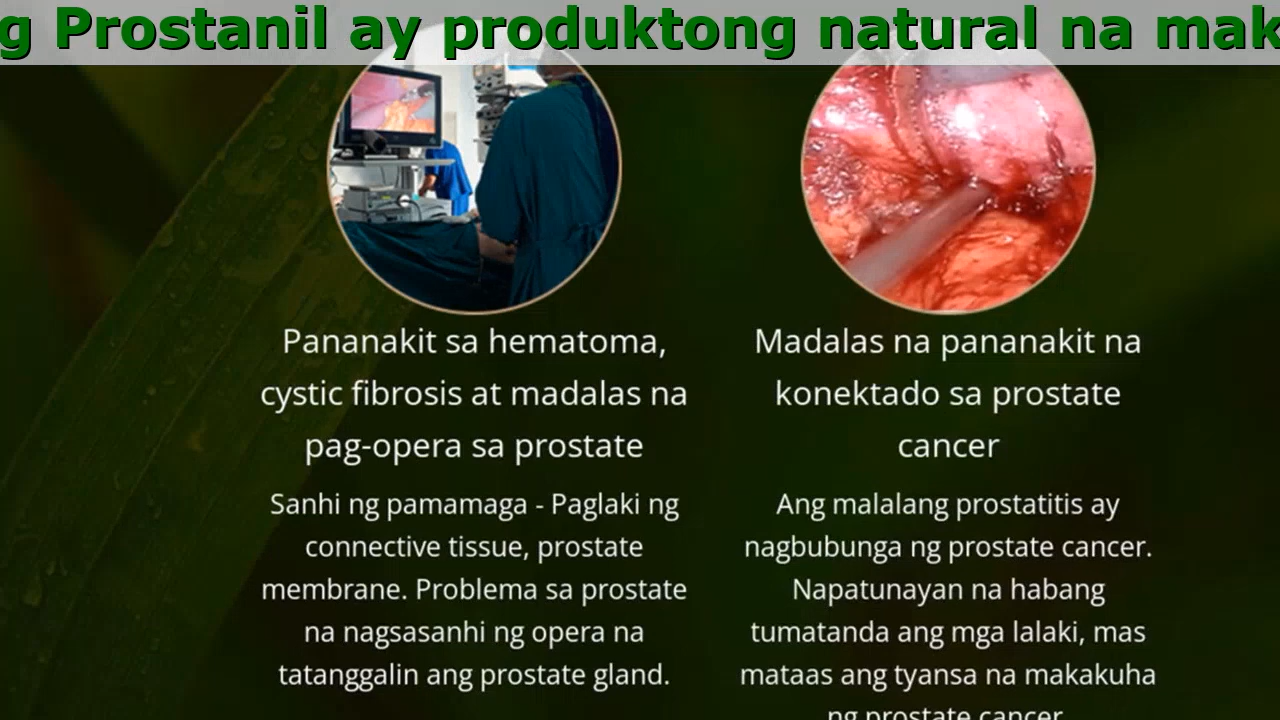 g Prostanil ay produktong natural na mak
Pananakit sa hematoma,
cystic fibrosis at madalas na
pag-opera sa prostate
Sanhi ng pamamaga - Paglaki ng
connective tissue, prostate
membrane. Problema sa prostate
na nagsasanhi ng opera na
tatanggalin ang prostate gland.
Madalas na pananakit na
konektado sa prostate
cancer
Ang malalang prostatitis ay
nagbubunga ng prostate cancer.
Napatunayan na habang
tumatanda ang mga lalaki, mas
mataas ang tyansa na makakuha
ng prostate cancer